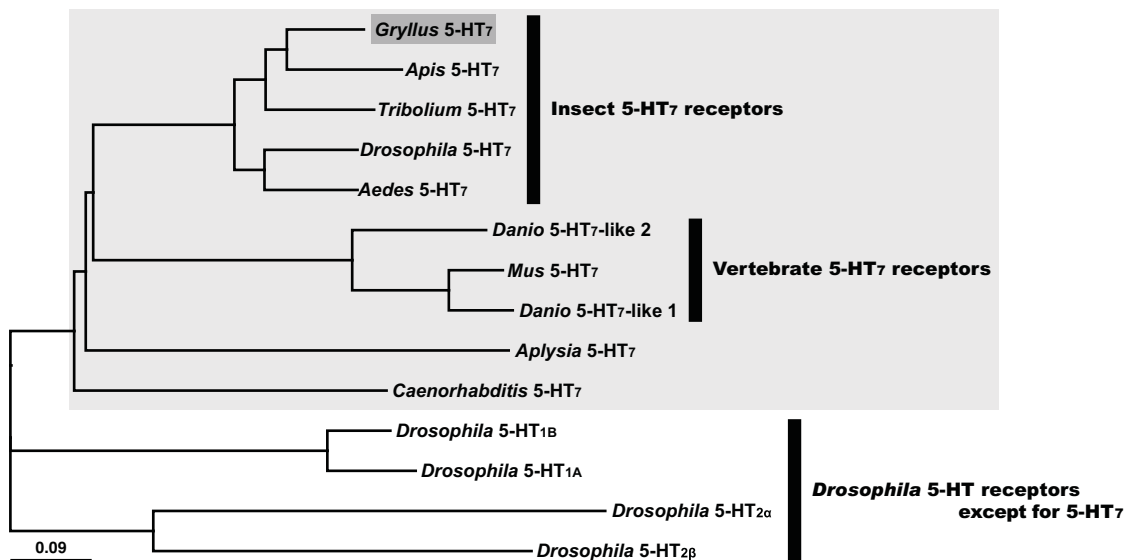 Gryllus 5-HT7
Apis 5-HT7
Tribolium 5-HT7
Insect 5-HT7 receptors
Drosophila 5-HT7
Aedes 5-HT7
Danio 5-HT7-like 2
Mus 5-HT7
Vertebrate 5-HT7 receptors
Danio 5-HT7-like 1
Aplysia 5-HT7
Caenorhabditis 5-HT7
Drosophila 5-HT1B
Drosophila 5-HT1A
Drosophila 5-HT receptors
except for 5-HT7
Drosophila 5-HT2α
Drosophila 5-HT2β
0.09